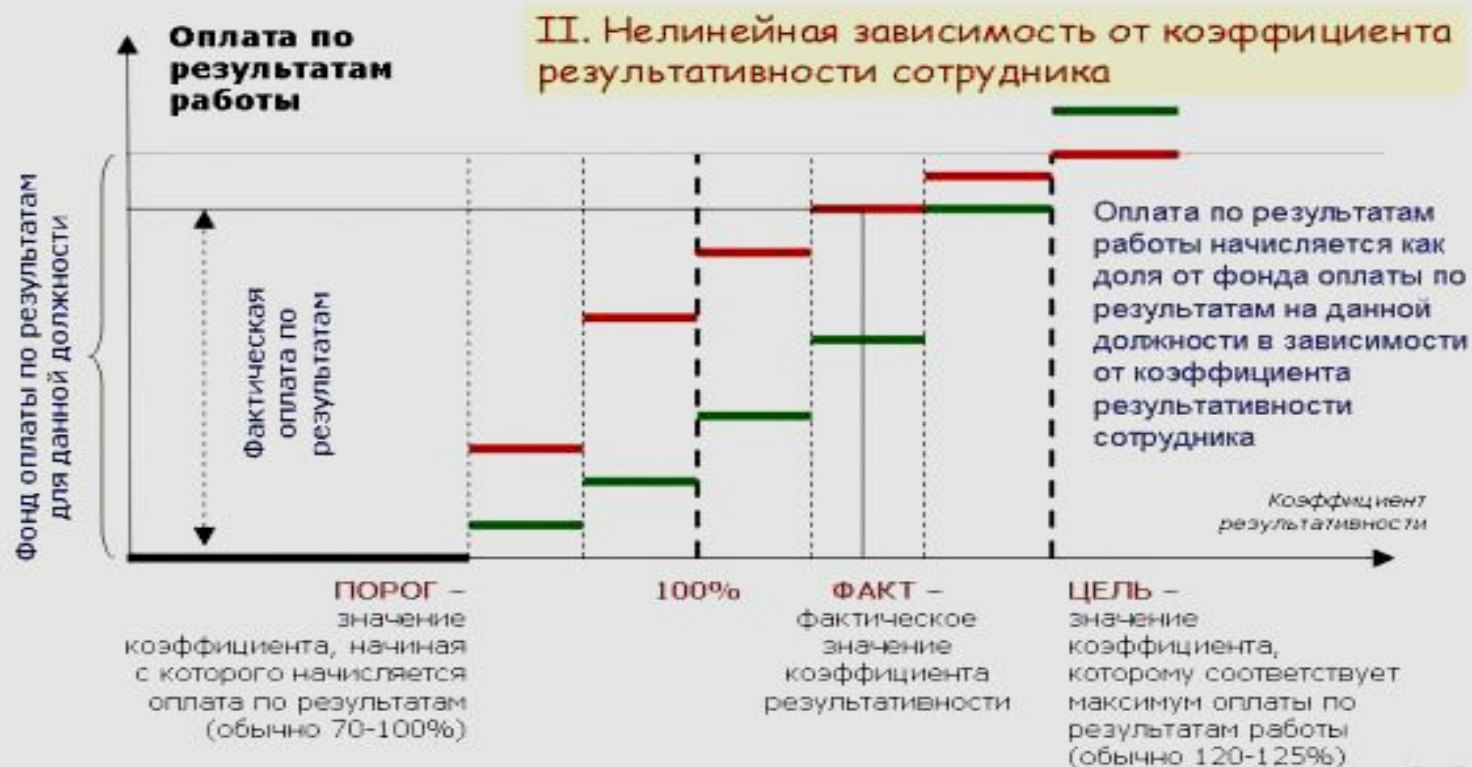 Оплата по
результатам
работы
II. Нелинейная зависимость от коэффициента
результативности сотрудника
Фонд оплаты по результатам
для данной должности
Фактическая
оплата по
результатам
Оплата по результатам
работы начисляется как
доля от фонда оплаты по
результатам на данной
должности в зависимости
от коэффициента
результативности
сотрудника
Коэффициент
результативности
ПОРОГ –
значение
коэффициента, начиная
с которого начисляется
оплата по результатам
(обычно 70-100%)
100%
ФАКТ –
фактическое
значение
коэффициента
результативности
ЦЕЛЬ –
значение
коэффициента,
которому соответствует
максимум оплаты по
результатам работы
(обычно 120-125%)